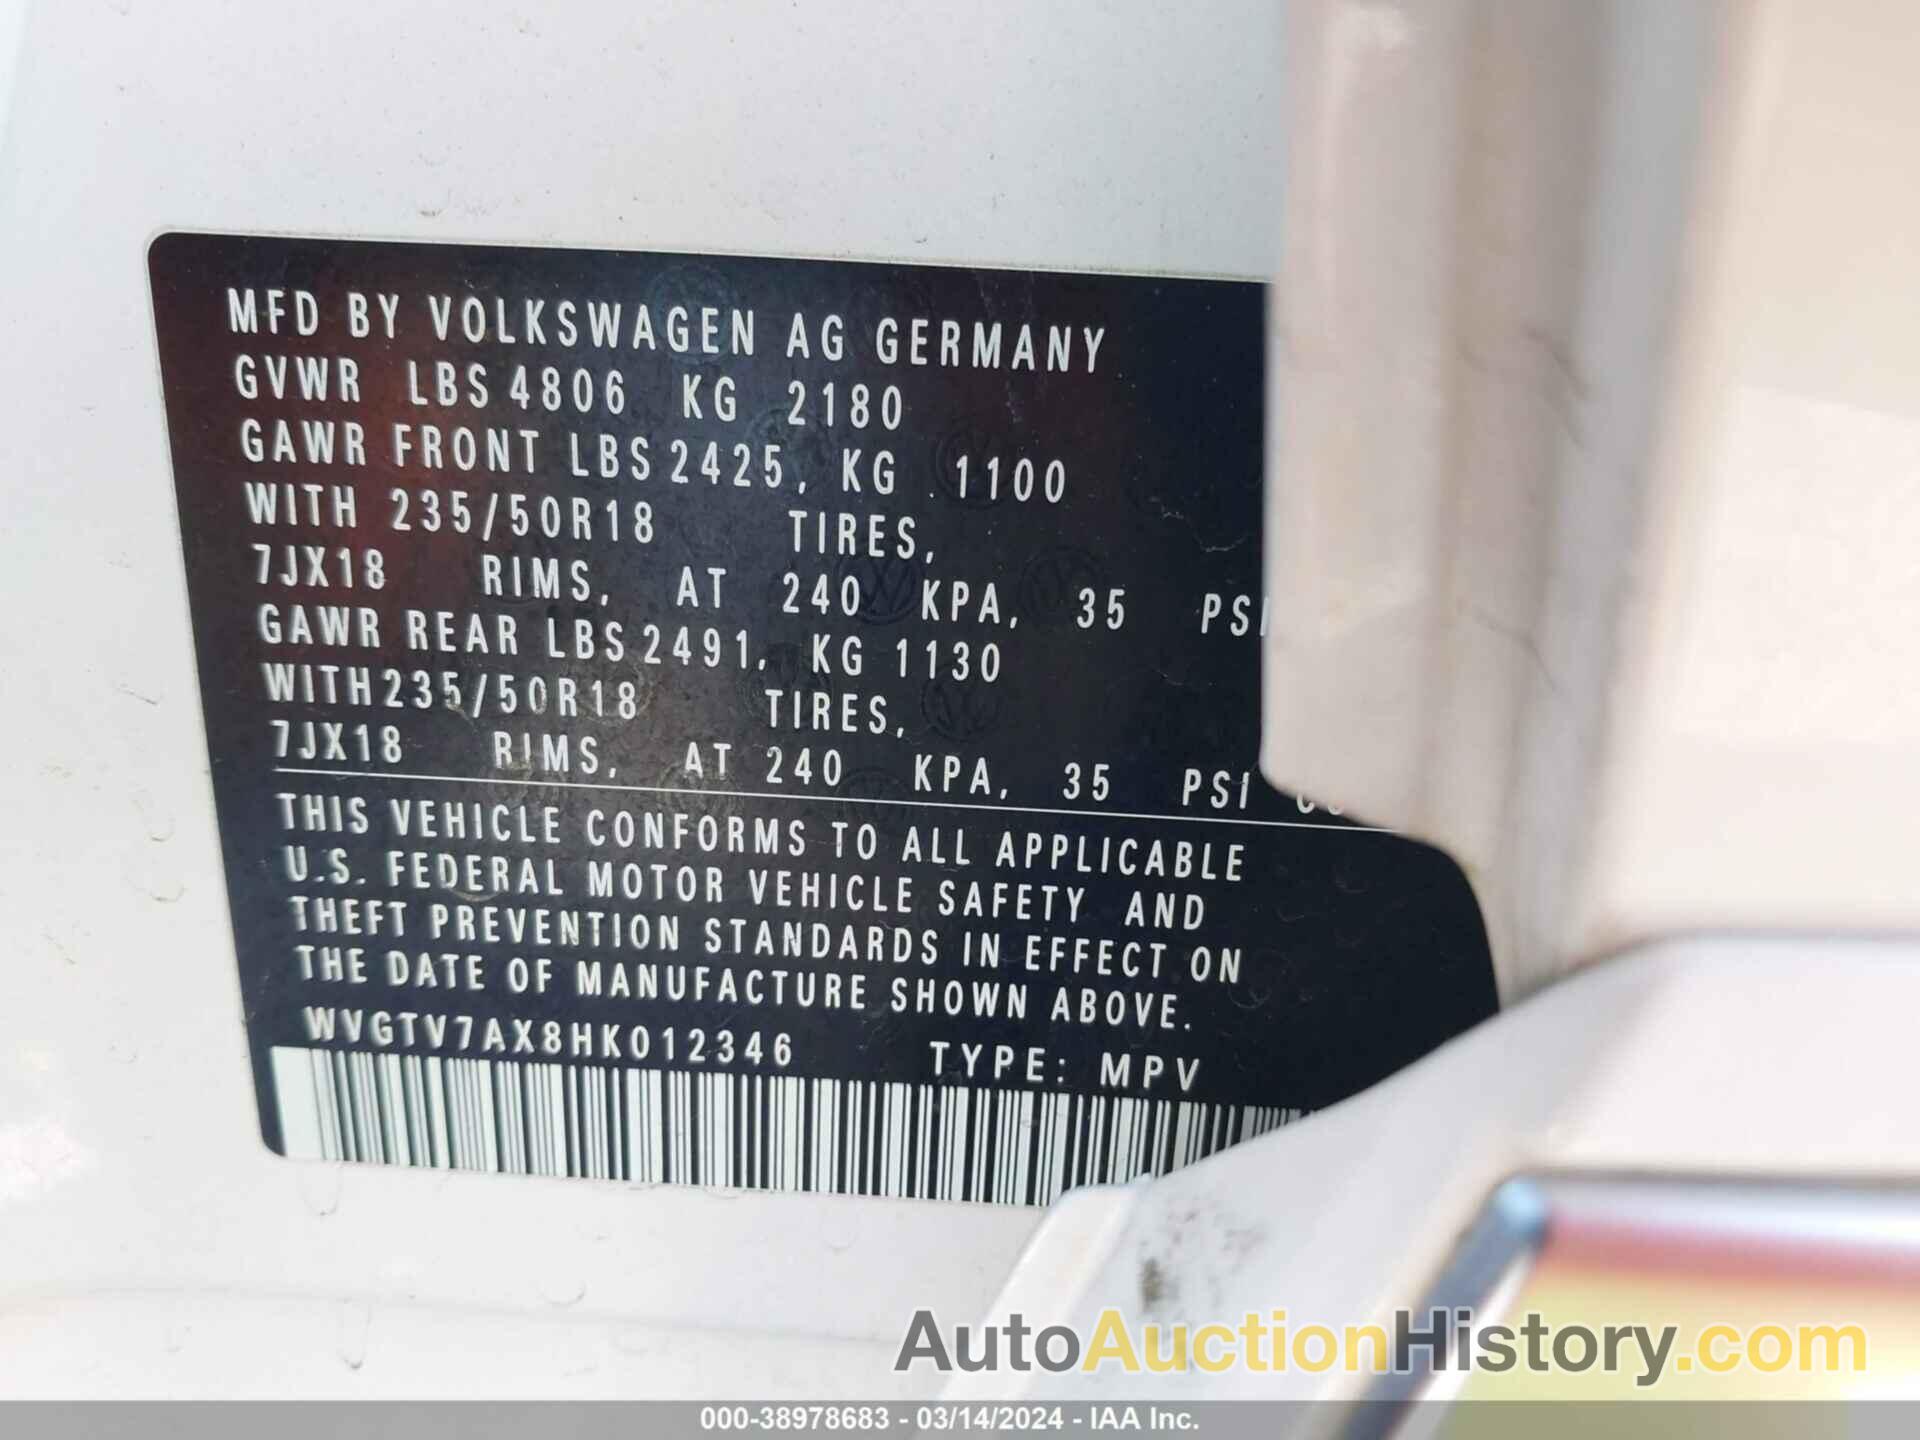 MFD BY VOLKSWAGEN AG GERMANY
GVWR LBS 4806 KG 2180
GAWR FRONT LBS 2425, KG 1100
WITH 235/50R18 TIRES,
7JX18 RIMS, AT 240 KPA, 35 PSI
GAWR REAR LBS 2491, KG 1130
WITH 235/50R18 TIRES,
7JX18 RIMS, AT 240 KPA, 35 PSI
THIS VEHICLE CONFORMS TO ALL APPLICABLE
U.S. FEDERAL MOTOR VEHICLE SAFETY AND
THEFT PREVENTION STANDARDS IN EFFECT ON
THE DATE OF MANUFACTURE SHOWN ABOVE.
WVGTV7AX8HK012346 TYPE: MPV
AutoAuctionHistory.com
000-38978683 - 03/14/2024 - IAA Inc.